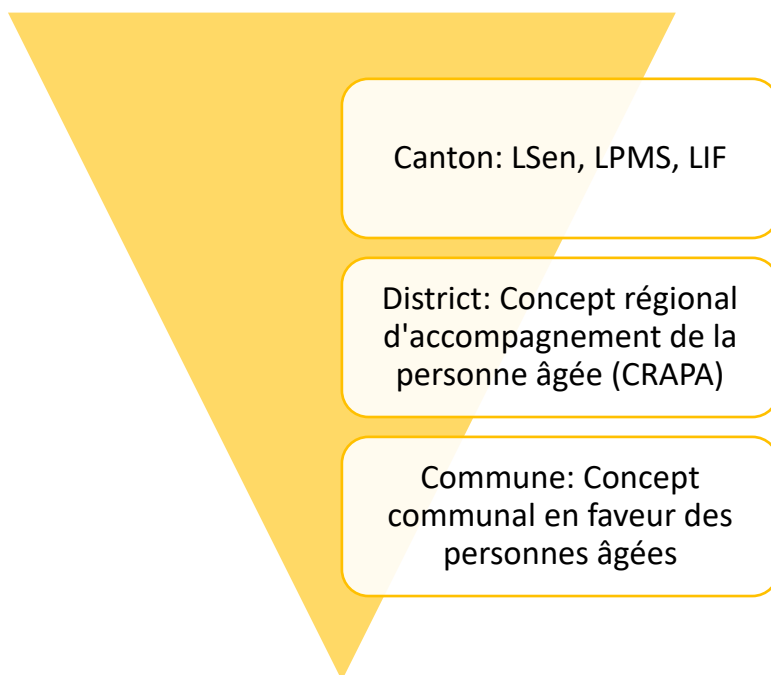 Canton: LSen, LPMS, LIF
District: Concept régional
d'accompagnement de la
personne âgée (CRAPA)
Commune: Concept
communal en faveur des
personnes âgées